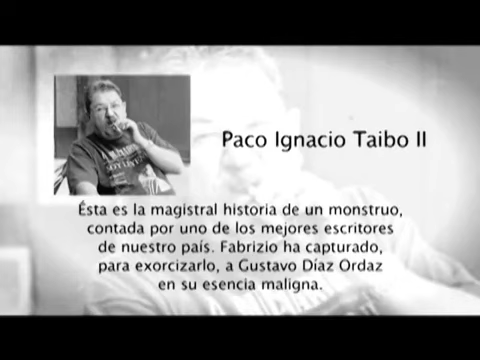 Paco Ignacio Taibo II
Ésta es la magistral historia de un monstruo,
contada por uno de los mejores escritores
de nuestro país. Fabrizio ha capturado,
para exorcizarlo, a Gustavo Díaz Ordaz
en su esencia maligna.